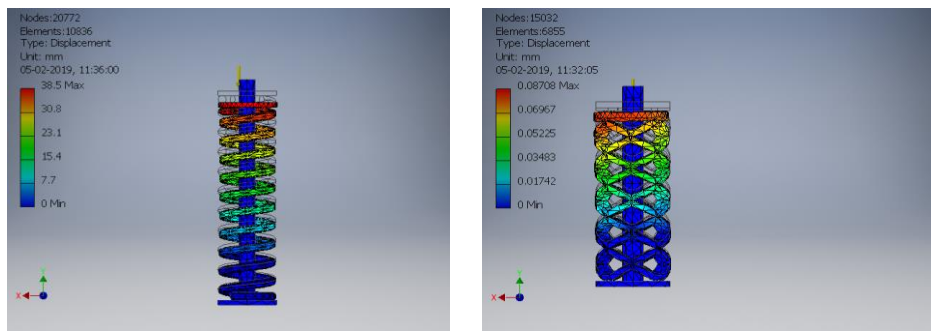 Nodes:20772
Elements:10836
Type: Displacement
Unit: mm
05-02-2019, 11:36:00
38.5 Max
30.8
23.1
15.4
7.7
0 Min
Y
X
Nodes:15032
Elements:6855
Type: Displacement
Unit: mm
05-02-2019, 11:32:05
0.08708 Max
0.06967
0.05225
0.03483
0.01742
0 Min
Y
X